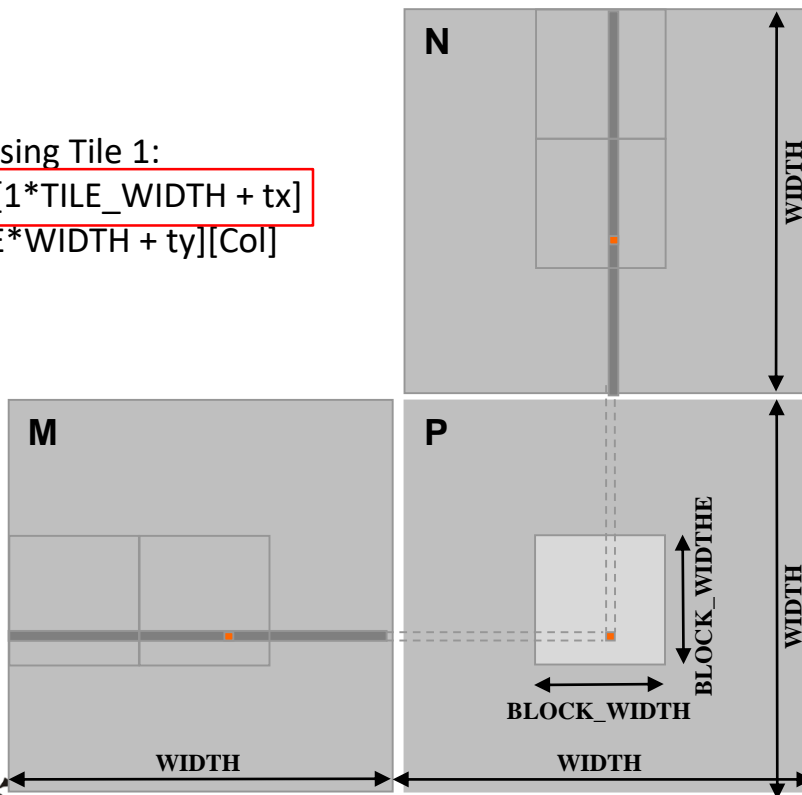 N
sing Tile 1:
[1*TILE_WIDTH + tx]
E*WIDTH + ty][Col]
WIDTH
M
P
BLOCK_WIDTHE
WIDTH
BLOCK_WIDTH
WIDTH
WIDTH